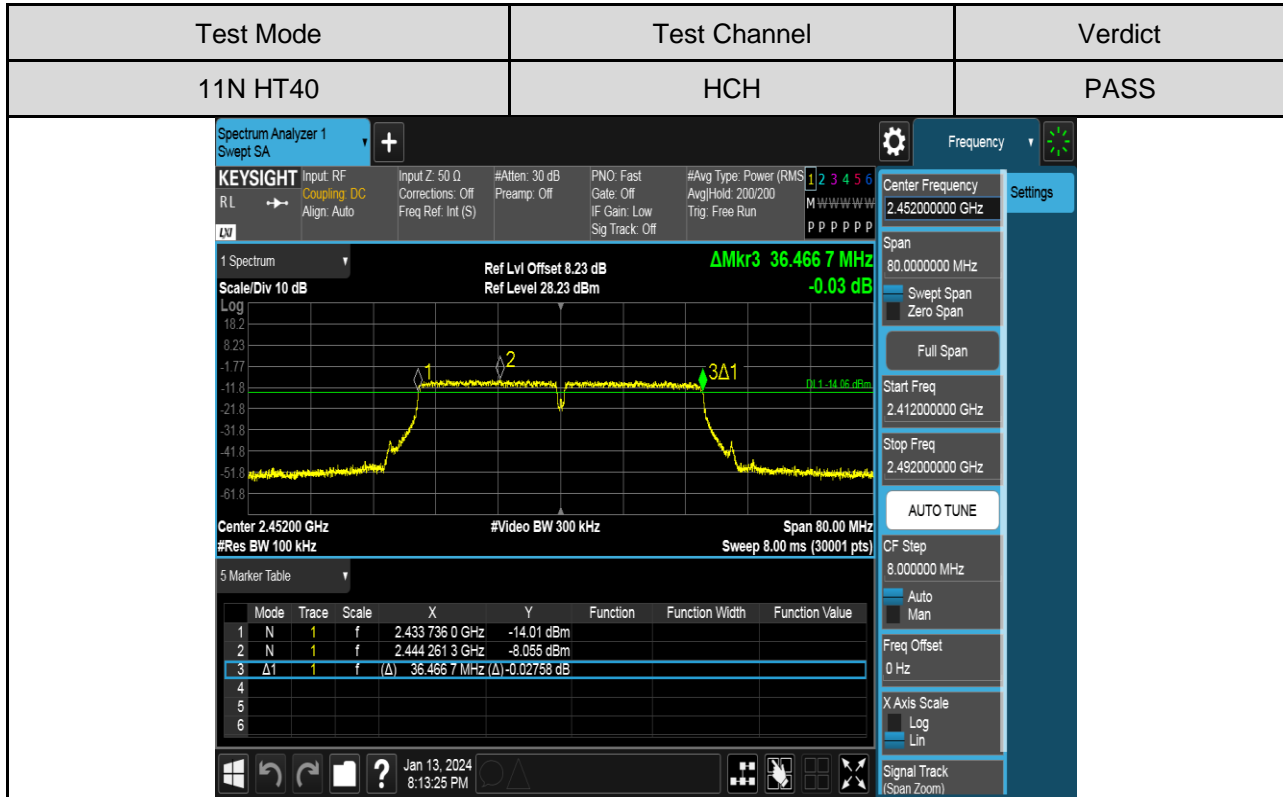 Test Mode Test Channel Verdict
11N HT40 HCH PASS
Spectrum Analyzer 1
Swept SA
+
Frequency
KEYSIGHT
RL
LXI
Input: RF
Coupling: DC
Align: Auto
Input Z: 50 Ω
Corrections: Off
Freq Ref: Int (S)
#Atten: 30 dB
Preamp: Off
PNO: Fast
Gate: Off
IF Gain: Low
Sig Track: Off
#Avg Type: Power (RMS
Avg|Hold: 200/200
Trig: Free Run
1 2 3 4 5 6
M W W W W W
P P P P P P
1 Spectrum
Scale/Div 10 dB
Ref Lvl Offset 8.23 dB
Ref Level 28.23 dBm
ΔMkr3 36.466 7 MHz
-0.03 dB
Log
18.2
8.23
-1.77
-11.8
-21.8
-31.8
-41.8
-51.8
-61.8
1
2
3Δ1
DL1 -14.06 dBm
Center 2.45200 GHz #Video BW 300 kHz Span 80.00 MHz
#Res BW 100 kHz Sweep 8.00 ms (30001 pts)
5 Marker Table
Mode Trace Scale X Y Function Function Width Function Value
1 N 1 f 2.433 736 0 GHz -14.01 dBm
2 N 1 f 2.444 261 3 GHz -8.055 dBm
3 Δ1 1 f (Δ) 36.466 7 MHz (Δ) -0.02758 dB
4
5
6
?
Jan 13, 2024
8:13:25 PM
Center Frequency
2.452000000 GHz
Settings
Span
80.0000000 MHz
Swept Span
Zero Span
Full Span
Start Freq
2.412000000 GHz
Stop Freq
2.492000000 GHz
AUTO TUNE
CF Step
8.000000 MHz
Auto
Man
Freq Offset
0 Hz
X Axis Scale
Log
Lin
Signal Track
(Span Zoom)